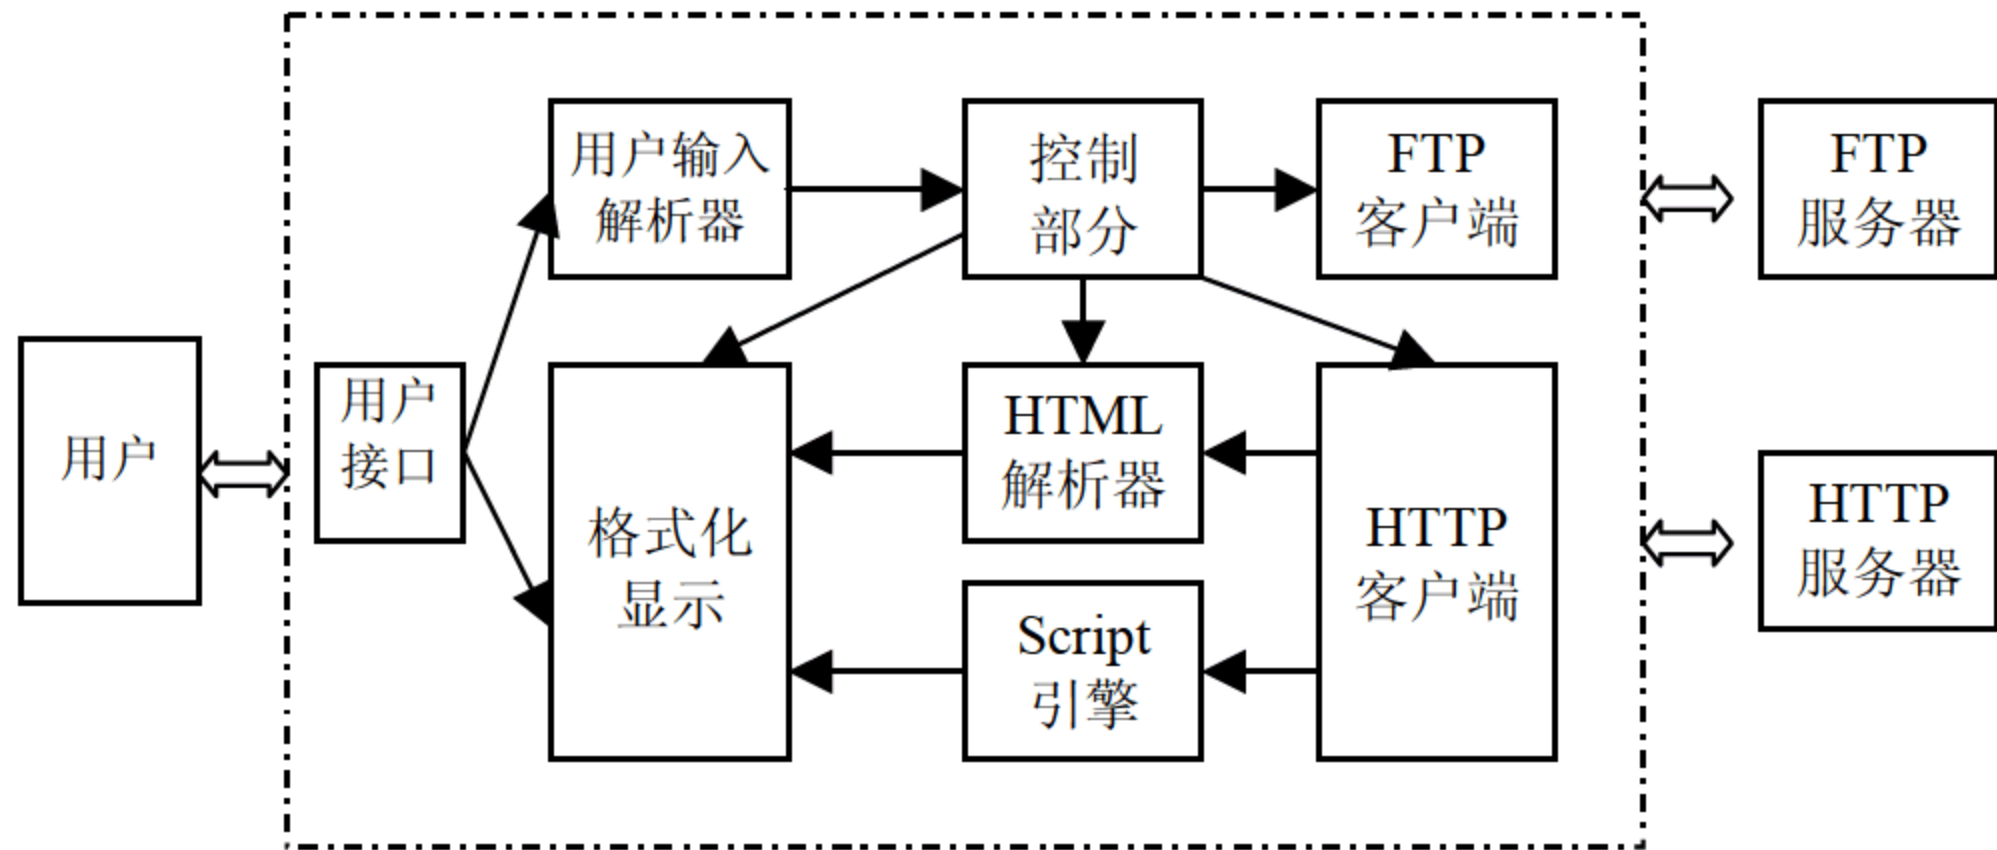 用户
用户
接口
用户输入
解析器
控制
部分
FTP
客户端
FTP
服务器
格式化
显示
HTML
解析器
Script
引擎
HTTP
客户端
HTTP
服务器